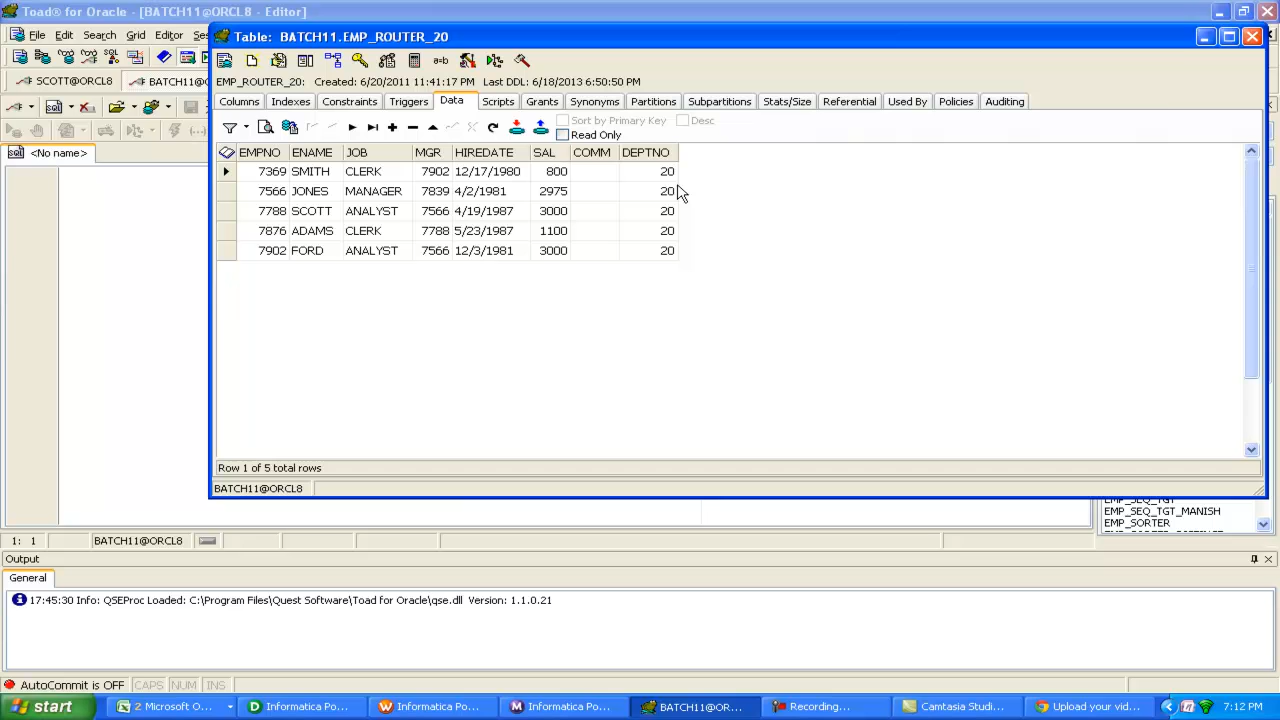 Toad® for Oracle - [BATCH11@ORCL8 - Editor]
File Edit Search Grid Editor
Table: BATCH11.EMP_ROUTER_20
SCOTT@ORCL8 BATCH11@O
EMP_ROUTER_20: Created: 6/20/2011 11:41:17 PM Last DDL: 6/18/2013 6:50:50 PM
Columns Indexes Constraints Triggers Data Scripts Grants Synonyms Partitions Subpartitions Stats/Size Referential Used By Policies Auditing
Sort by Primary Key Desc
Read Only
sql <No name>
EMPNO ENAME JOB MGR HIREDATE SAL COMM DEPTNO
7369 SMITH CLERK 7902 12/17/1980 800 20
7566 JONES MANAGER 7839 4/2/1981 2975 20
7788 SCOTT ANALYST 7566 4/19/1987 3000 20
7876 ADAMS CLERK 7788 5/23/1987 1100 20
7902 FORD ANALYST 7566 12/3/1981 3000 20
Row 1 of 5 total rows
BATCH11@ORCL8
EMP_SEQ_TGT
EMP_SEQ_TGT_MANISH
EMP_SORTER
1: 1 BATCH11@ORCL8
Output
General
17:45:30 Info: QSEProc Loaded: C:\Program Files\Quest Software\Toad for Oracle\qse.dll Version: 1.1.0.21
AutoCommit is OFF CAPS NUM INS
start 2 Microsoft O... Informatica Po... Informatica Po... Informatica Po... BATCH11@OR... Recording... Camtasia Studi... Upload your vid... 7:12 PM